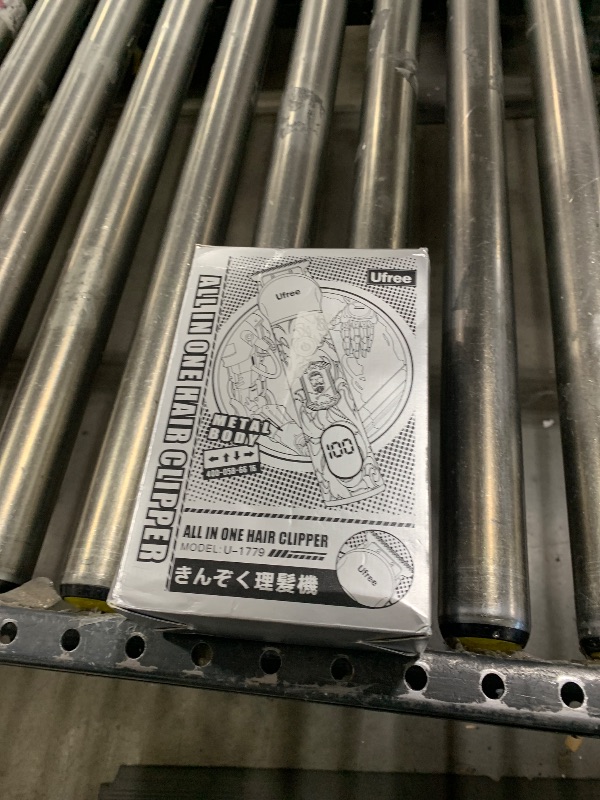 Ufree
ALL IN ONE HAIR CLIPPER
Ufree
METAL
BODY
100
ALL IN ONE HAIR CLIPPER
MODEL: U-1779
きんぞく理髪機
Ufree